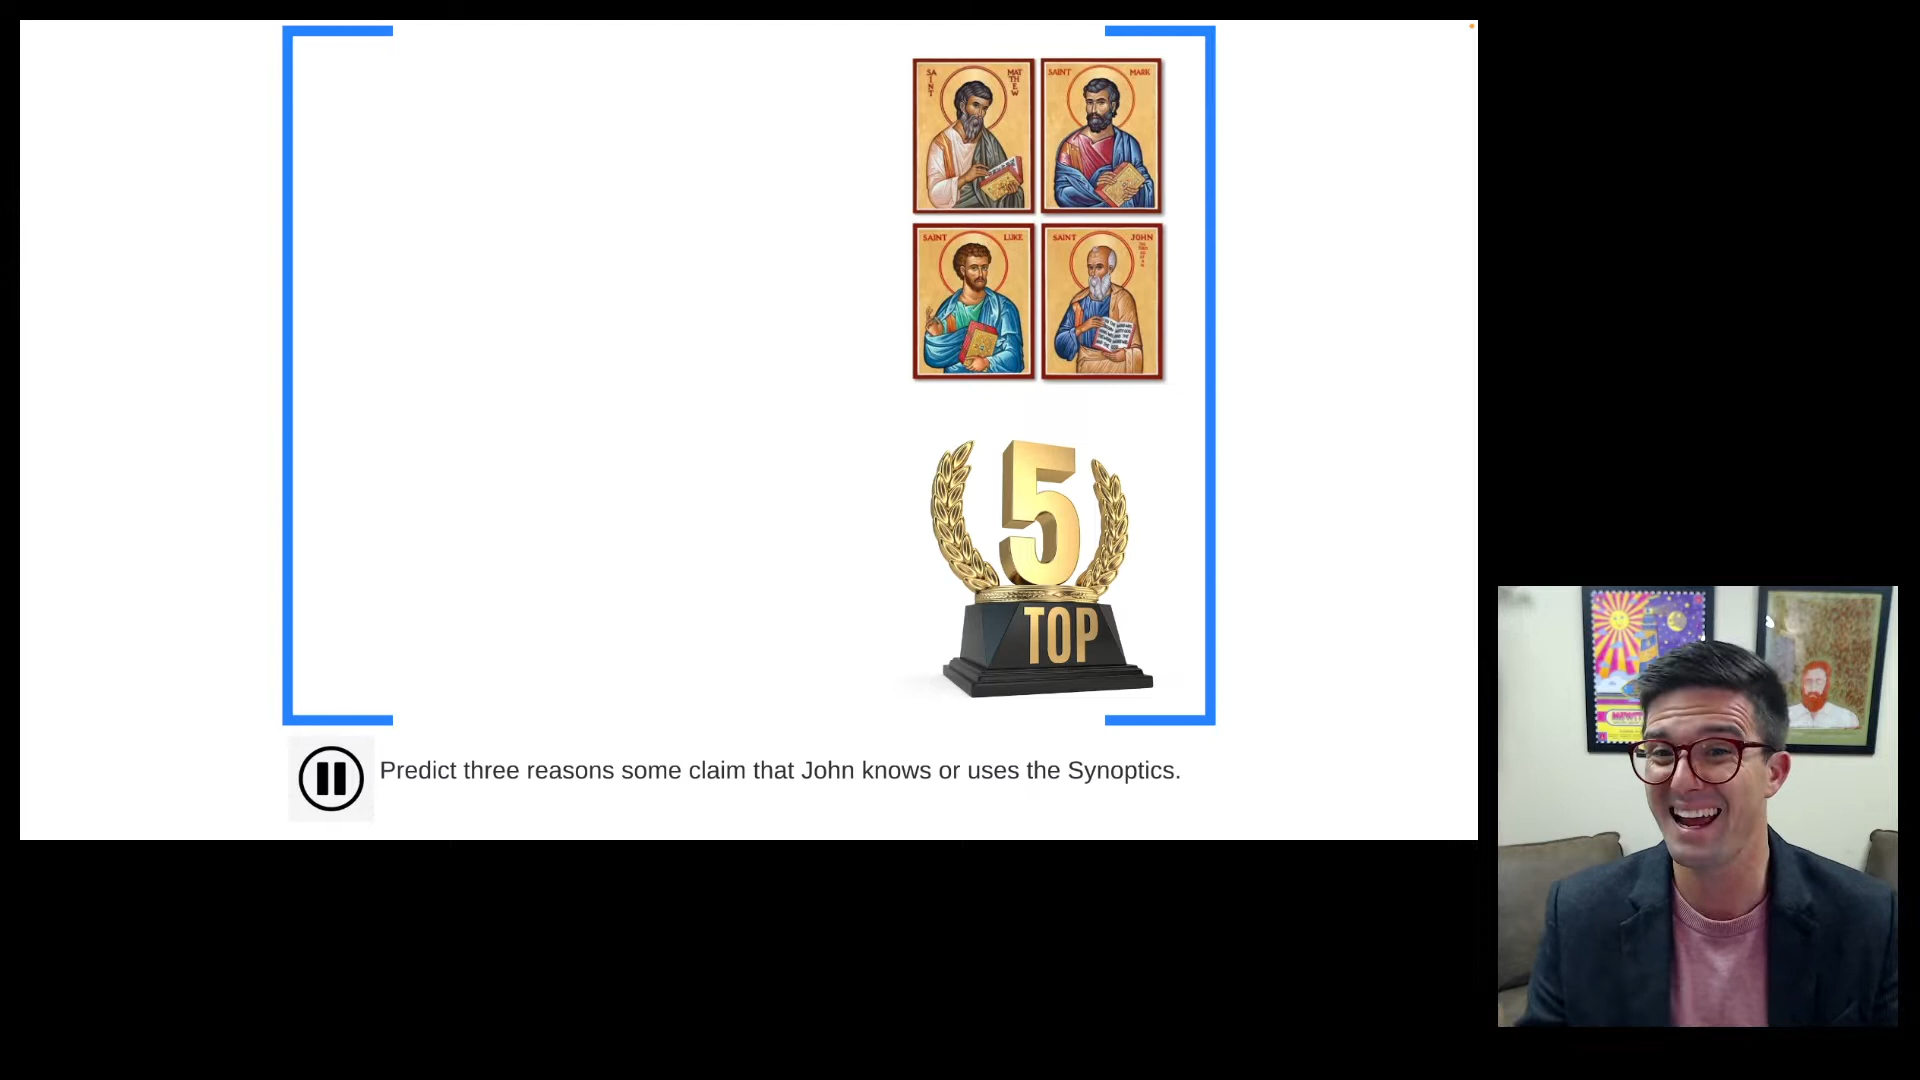 SAINT MATTHEW
SAINT MARK
SAINT LUKE
SAINT JOHN
5
TOP
Predict three reasons some claim that John knows or uses the Synoptics.